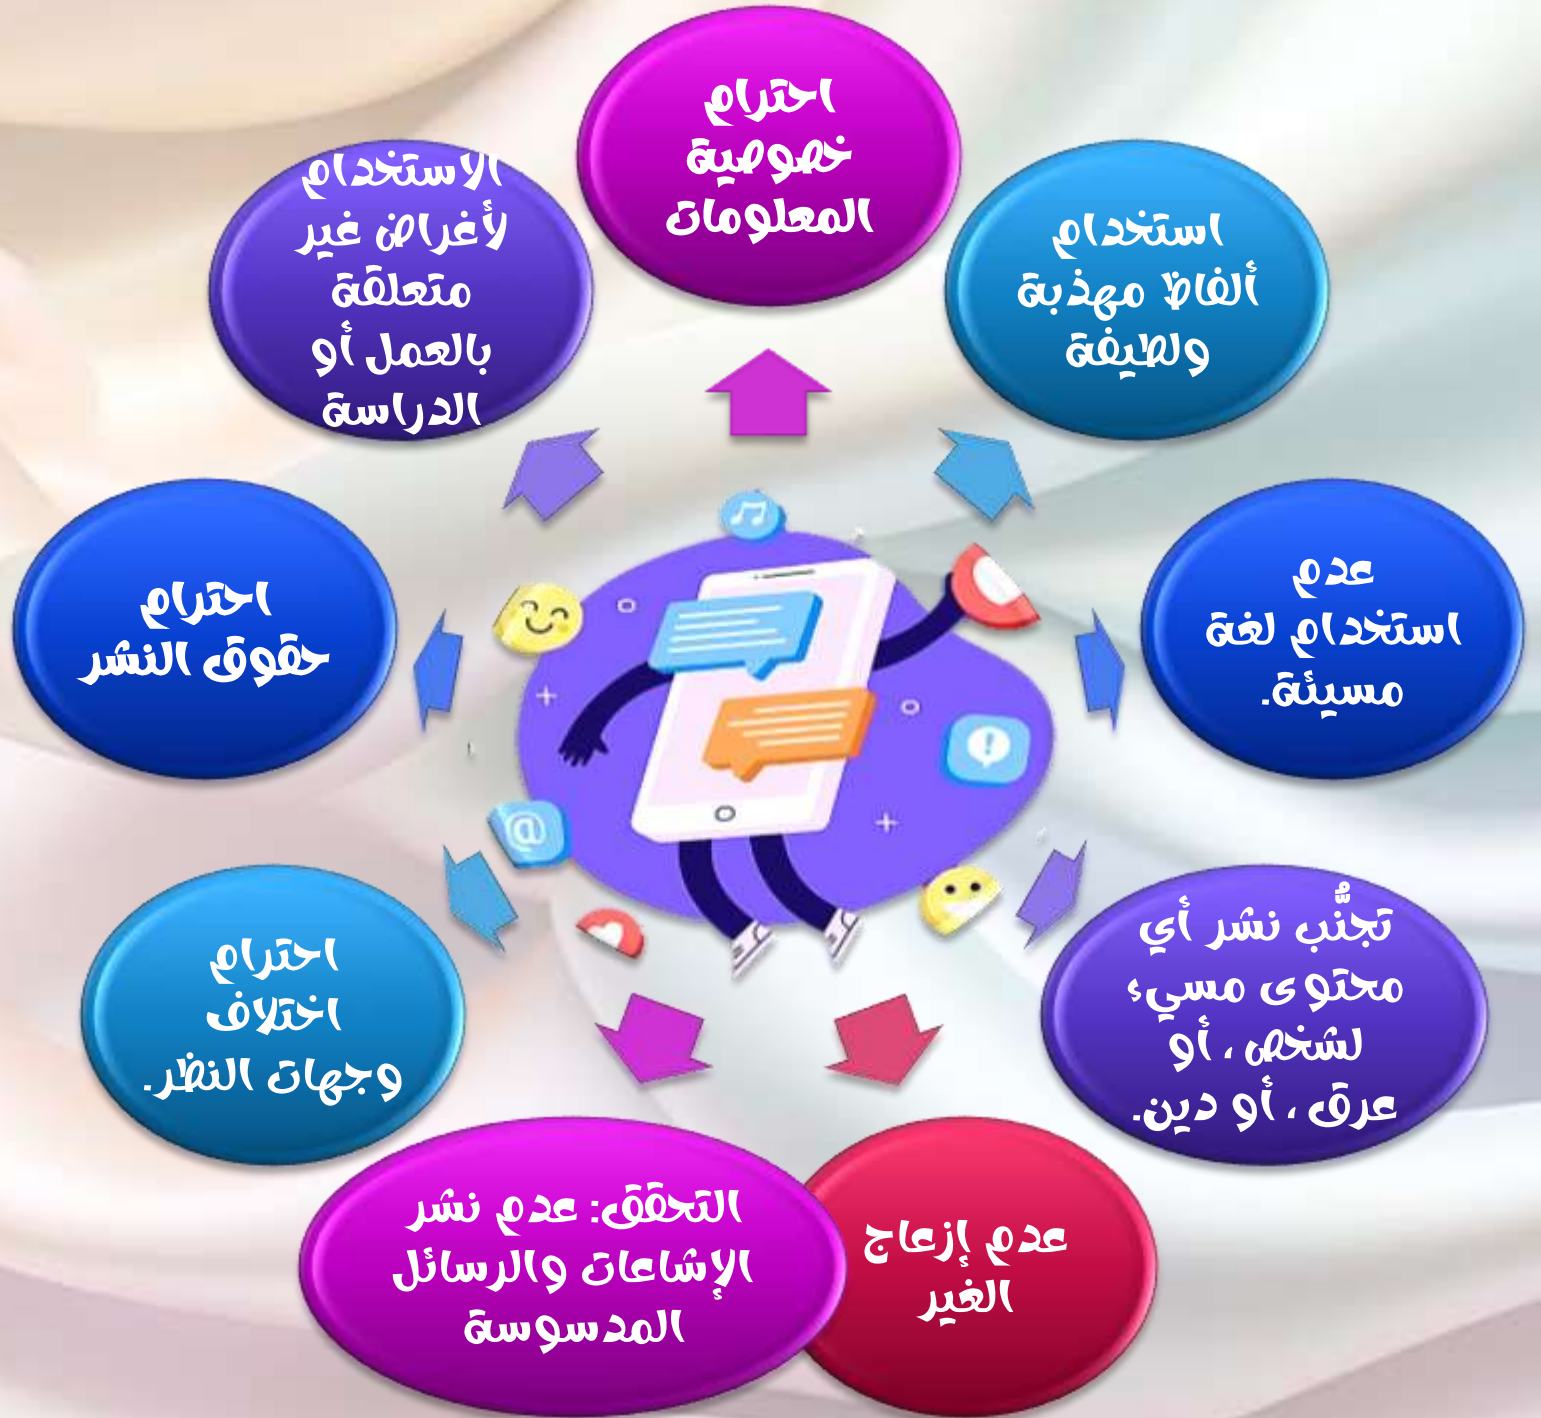 احترام
خصوصية
المعلومات
استخدام
ألفاظ مهذبة
ولطيفة
عدم
استخدام لغة
مسيئة.
تجنُّب نشر أي
محتوى مسيء
لشخص، أو
عرق، أو دين.
عدم إزعاج
الغير
التحقق: عدم نشر
الإشاعات والرسائل
المدسوسة
احترام
اختلاف
وجهات النظر.
احترام
حقوق النشر
الاستخدام
لأغراض غير
متعلقة
بالعمل أو
الدراسة
@
!